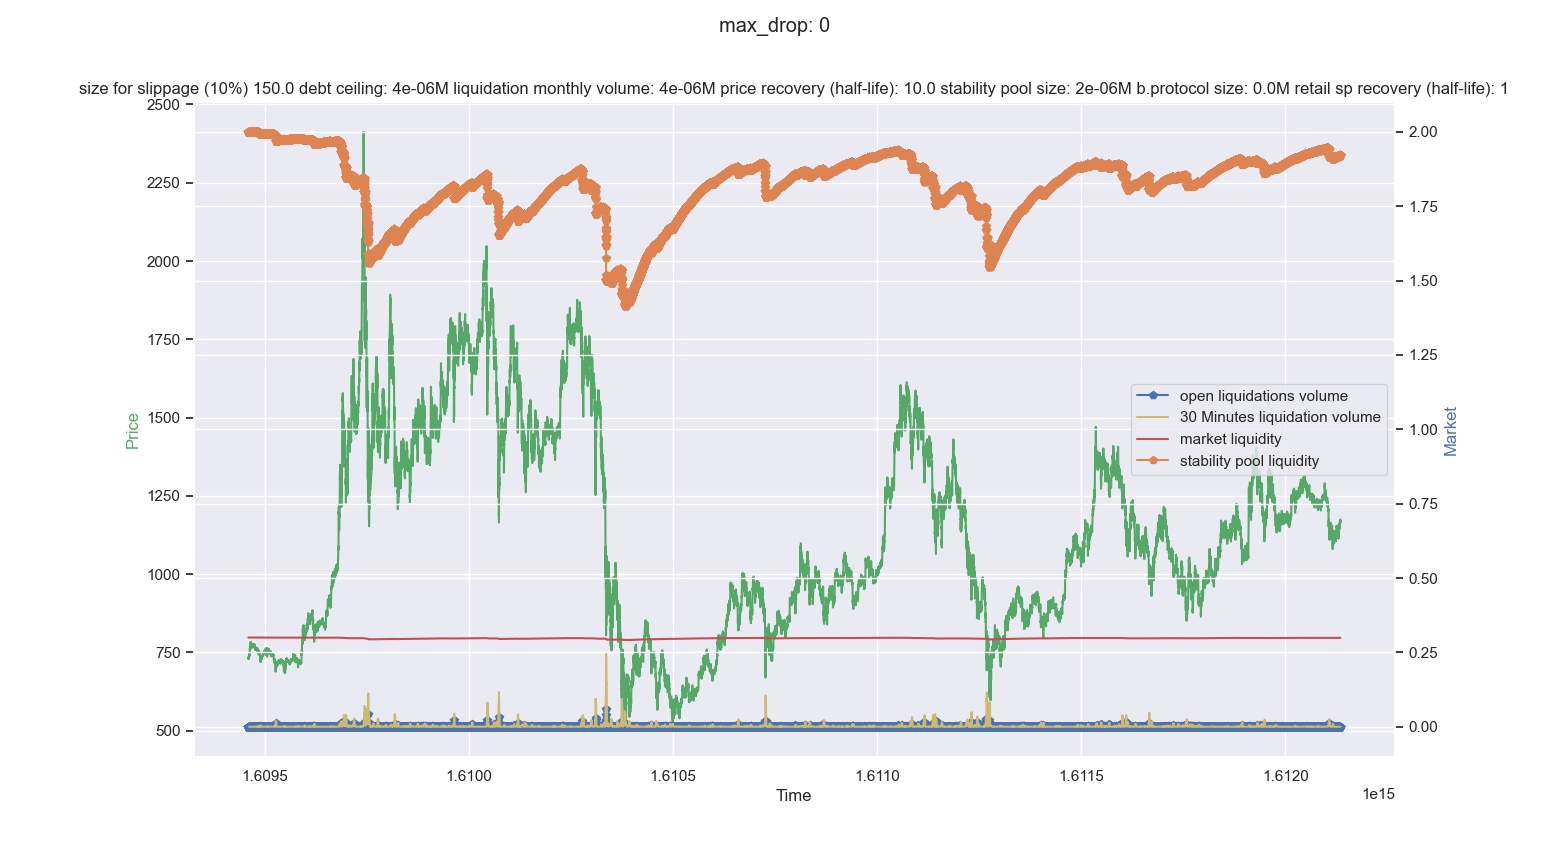 max_drop: 0
size for slippage (10%) 150.0 debt ceiling: 4e-06M liquidation monthly volume: 4e-06M price recovery (half-life): 10.0 stability pool size: 2e-06M b.protocol size: 0.0M retail sp recovery (half-life): 1
2500
2250
2000
1750
1500
1250
1000
750
500
Price
2.00
1.75
1.50
1.25
1.00
0.75
0.50
0.25
0.00
Market
open liquidations volume
30 Minutes liquidation volume
market liquidity
stability pool liquidity
1.6095 1.6100 1.6105 1.6110 1.6115 1.6120
1e15
Time